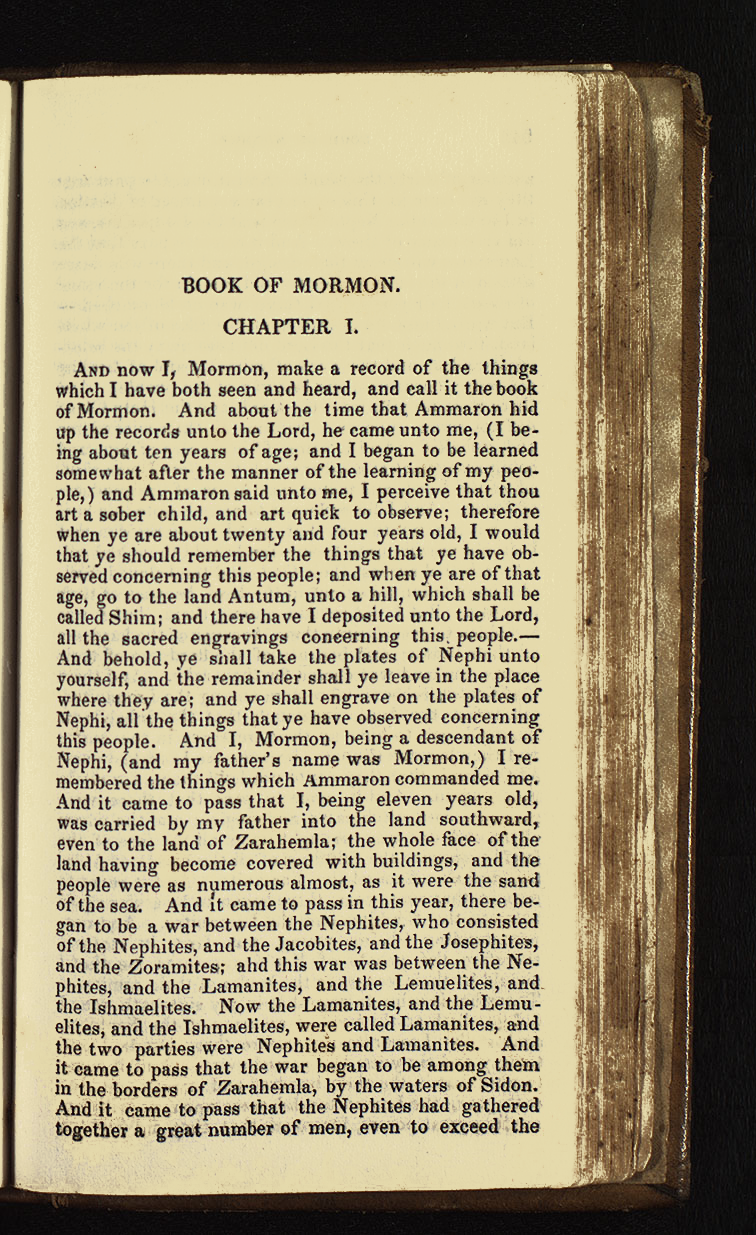 BOOK OF MORMON.
CHAPTER I.
AND now I, Mormon, make a record of the things
which I have both seen and heard, and call it the book
of Mormon. And about the time that Ammaron hid
up the records unto the Lord, he came unto me, (I be-
ing about ten years of age; and I began to be learned
somewhat after the manner of the learning of my peo-
ple,) and Ammaron said unto me, I perceive that thou
art a sober child, and art quick to observe; therefore
when ye are about twenty and four years old, I would
that ye should remember the things that ye have ob-
served concerning this people; and when ye are of that
age, go to the land Antum, unto a hill, which shall be
called Shim; and there have I deposited unto the Lord,
all the sacred engravings concerning this people.—
And behold, ye shall take the plates of Nephi unto
yourself, and the remainder shall ye leave in the place
where they are; and ye shall engrave on the plates of
Nephi, all the things that ye have observed concerning
this people. And I, Mormon, being a descendant of
Nephi, (and my father's name was Mormon,) I re-
membered the things which Ammaron commanded me.
And it came to pass that I, being eleven years old,
was carried by my father into the land southward,
even to the land of Zarahemla; the whole face of the
land having become covered with buildings, and the
people were as numerous almost, as it were the sand
of the sea. And it came to pass in this year, there be-
gan to be a war between the Nephites, who consisted
of the Nephites, and the Jacobites, and the Josephites,
and the Zoramites; ahd this war was between the Ne-
phites, and the Lamanites, and the Lemuelites, and
the Ishmaelites. Now the Lamanites, and the Lemu-
elites, and the Ishmaelites, were called Lamanites, and
the two parties were Nephites and Lamanites. And
it came to pass that the war began to be among them
in the borders of Zarahemla, by the waters of Sidon.
And it came to pass that the Nephites had gathered
together a great number of men, even to exceed the